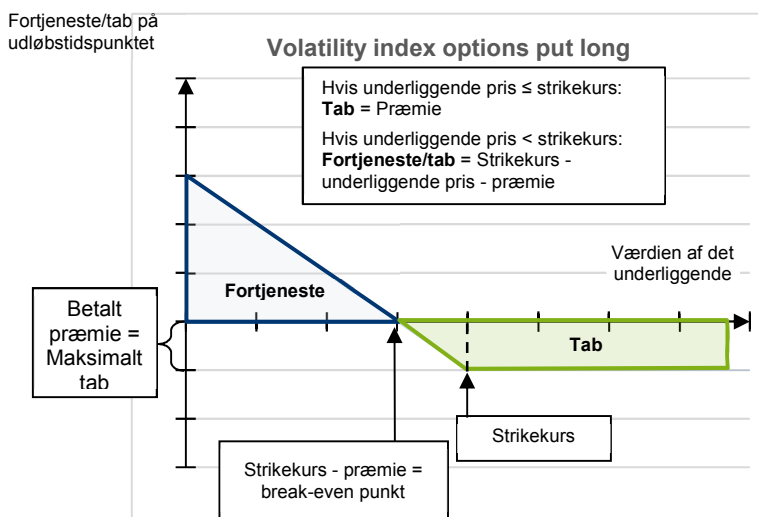 Fortjeneste/tab på
udløbstidspunktet
Volatility index options put long
Hvis underliggende pris ≤ strikekurs:
Tab = Præmie
Hvis underliggende pris < strikekurs:
Fortjeneste/tab = Strikekurs -
underliggende pris - præmie
Værdien af det
underliggende
Fortjeneste
Betalt
præmie =
Maksimalt
tab
Tab
Strikekurs
Strikekurs - præmie =
break-even punkt